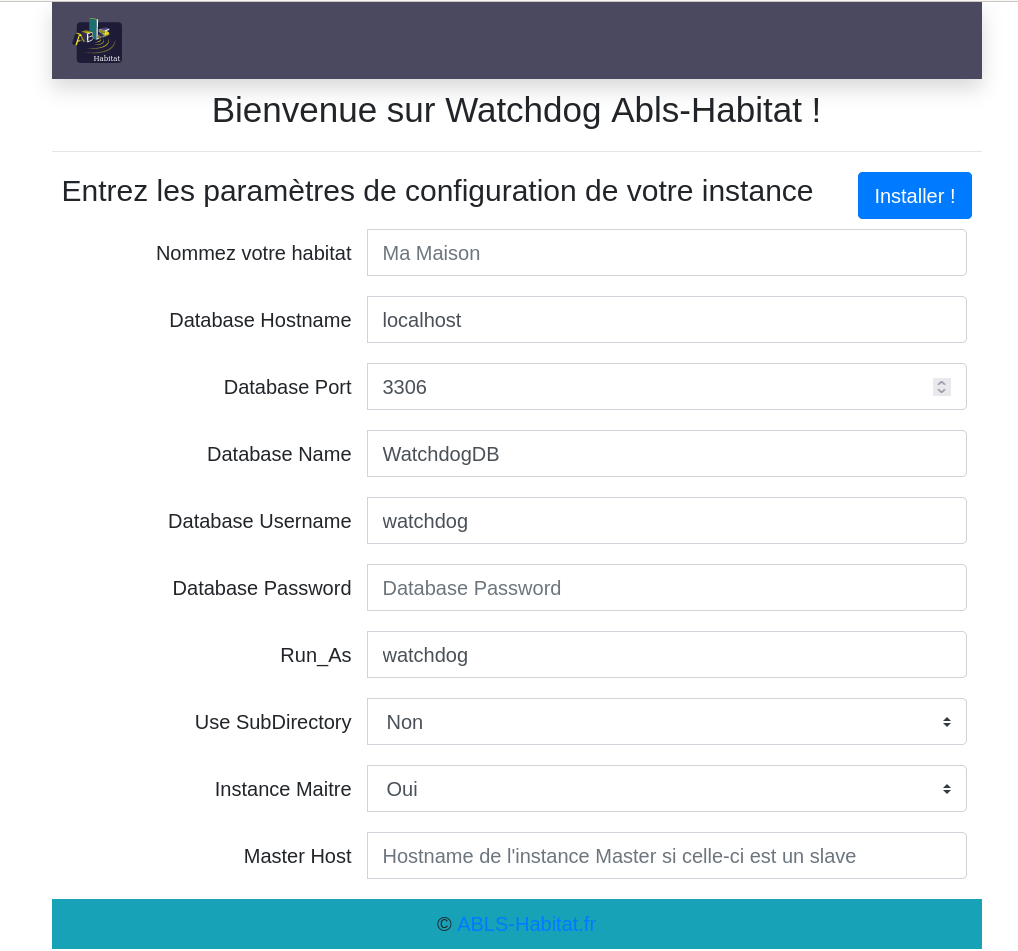 Abls
Habitat
Bienvenue sur Watchdog Abls-Habitat !
Entrez les paramètres de configuration de votre instance
Installer !
Nommez votre habitat Ma Maison
Database Hostname localhost
Database Port 3306
Database Name WatchdogDB
Database Username watchdog
Database Password Database Password
Run_As watchdog
Use SubDirectory Non
Instance Maitre Oui
Master Host Hostname de l'instance Master si celle-ci est un slave
© ABLS-Habitat.fr